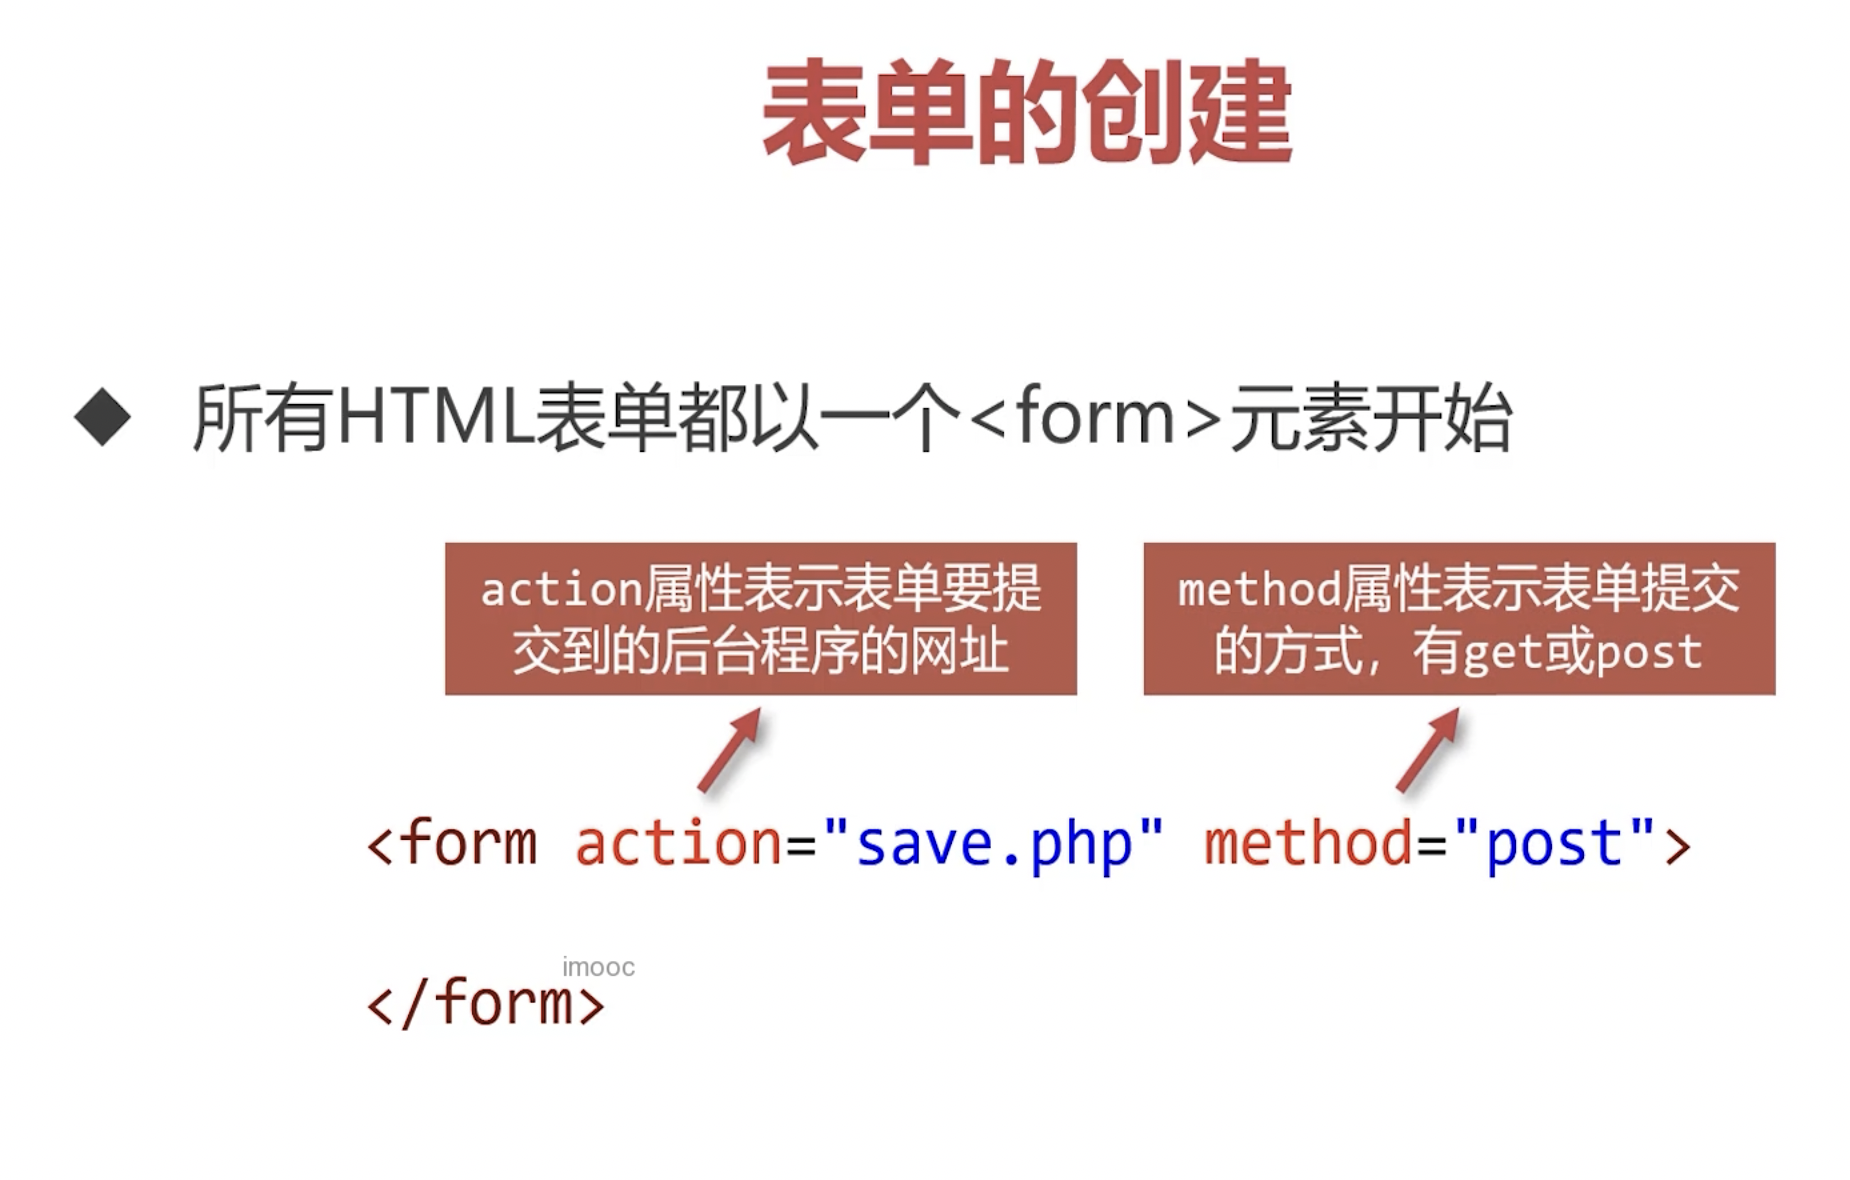 表单的创建
◆ 所有HTML表单都以一个<form>元素开始
action属性表示表单要提
交到的后台程序的网址
method属性表示表单提交
的方式，有get或post
<form action="save.php" method="post">
imooc
</form>